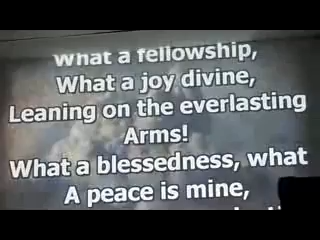 What a fellowship,
What a joy divine,
Leaning on the everlasting
Arms!
What a blessedness, what
A peace is mine,